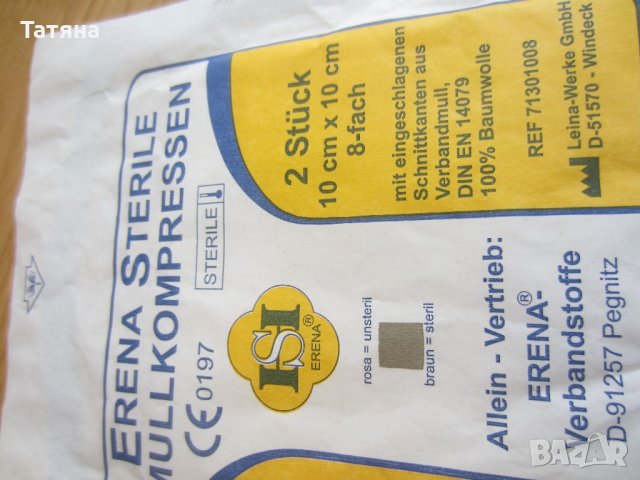 Татяна
ERENA STERILE
MULLKOMPRESSEN
CE 0197
STERILE
2 Stück
10 cm x 10 cm
8-fach
mit eingeschlagenen
Schnittkanten aus
Verbandmull,
DIN EN 14079
100% Baumwolle
REF 71301008
Leina-Werke GmbH
D-51570 - Windeck
ISI
ERENA®
rosa = unsteril
braun = steril
Allein - Vertrieb:
ERENA®-
Verbandstoffe
D-91257 Pegnitz
BAZAR